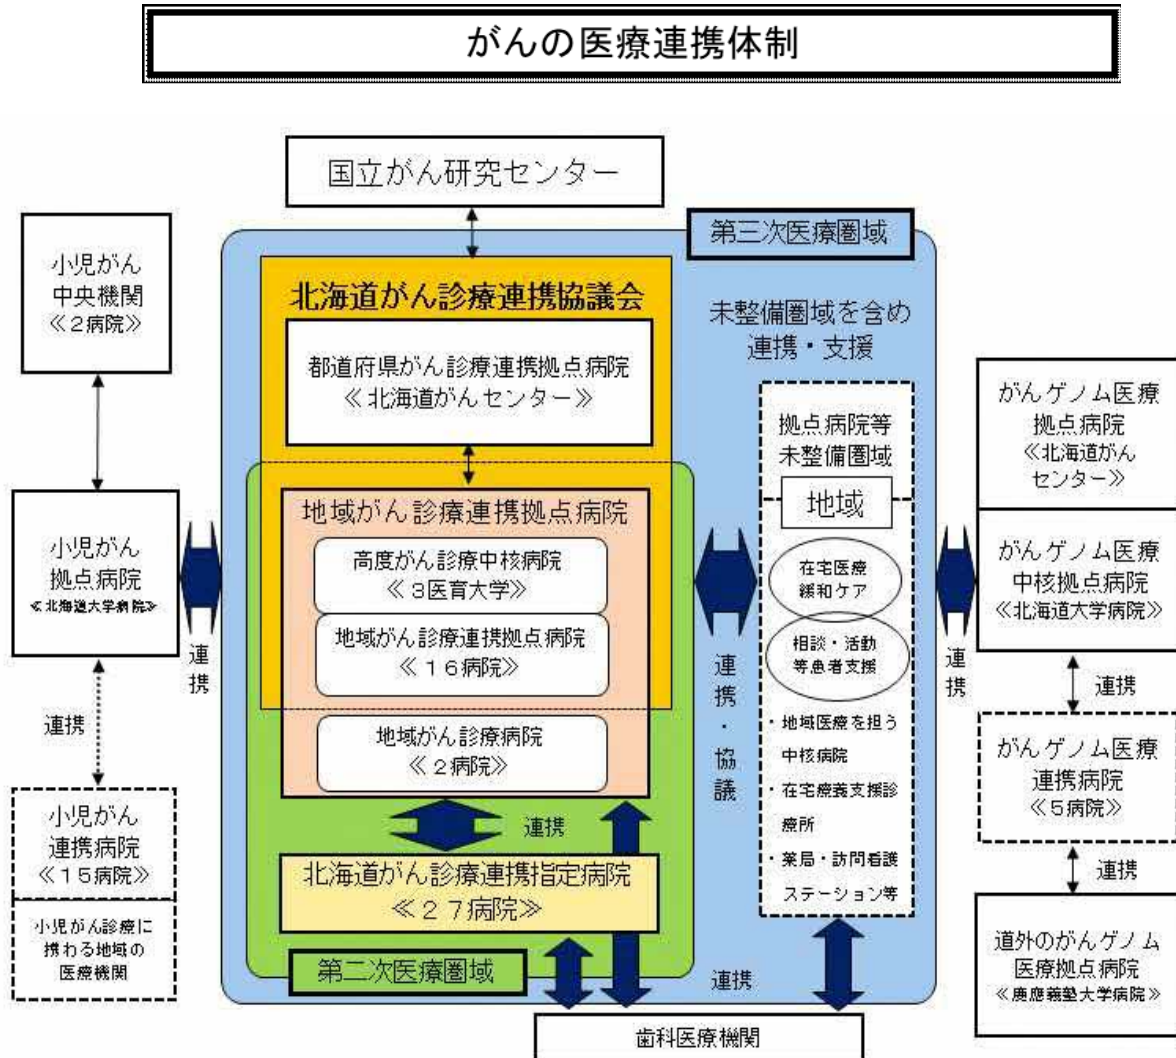 がんの医療連携体制
国立がん研究センター
第三次医療圏域
小児がん
中央機関
≪2病院≫
北海道がん診療連携協議会
未整備圏域を含め
連携・支援
都道府県がん診療連携拠点病院
≪北海道がんセンター≫
拠点病院等
未整備圏域
地域
がんゲノム医療
拠点病院
≪北海道がん
センター≫
小児がん
拠点病院
≪北海道大学病院≫
連携
地域がん診療連携拠点病院
高度がん診療中核病院
≪3医育大学≫
地域がん診療連携拠点病院
≪16病院≫
地域がん診療病院
≪2病院≫
連携・協議
在宅医療
緩和ケア
相談・活動
等患者支援
・地域医療を担う
中核病院
・在宅療養支援診
療所
・薬局・訪問看護
ステーション等
連携
がんゲノム医療
中核拠点病院
≪北海道大学病院≫
連携
がんゲノム医療
連携病院
≪5病院≫
連携
道外のがんゲノム
医療拠点病院
≪慶應義塾大学病院≫
連携
小児がん
連携病院
≪15病院≫
小児がん診療に
携わる地域の
医療機関
連携
北海道がん診療連携指定病院
≪27病院≫
第二次医療圏域
連携
歯科医療機関